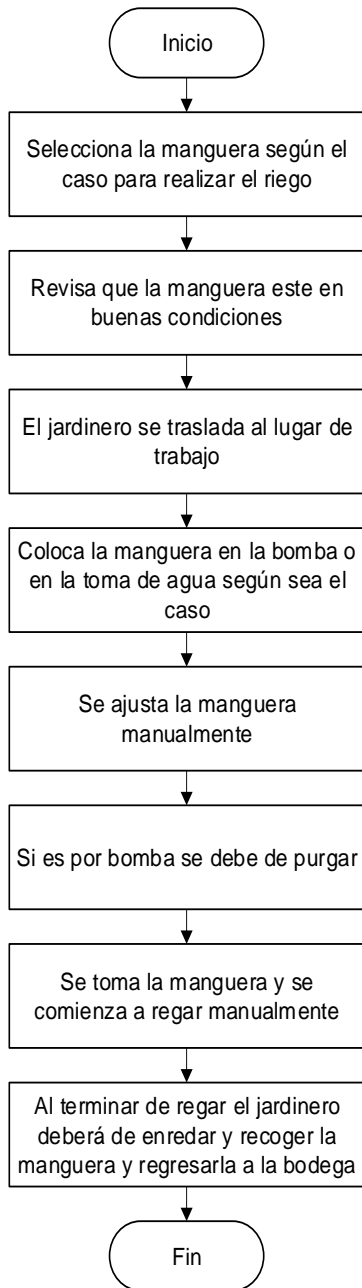 Inicio
Selecciona la manguera según el
caso para realizar el riego
Revisa que la manguera este en
buenas condiciones
El jardinero se traslada al lugar de
trabajo
Coloca la manguera en la bomba o
en la toma de agua según sea el
caso
Se ajusta la manguera
manualmente
Si es por bomba se debe de purgar
Se toma la manguera y se
comienza a regar manualmente
Al terminar de regar el jardinero
deberá de enredar y recoger la
manguera y regresarla a la bodega
Fin